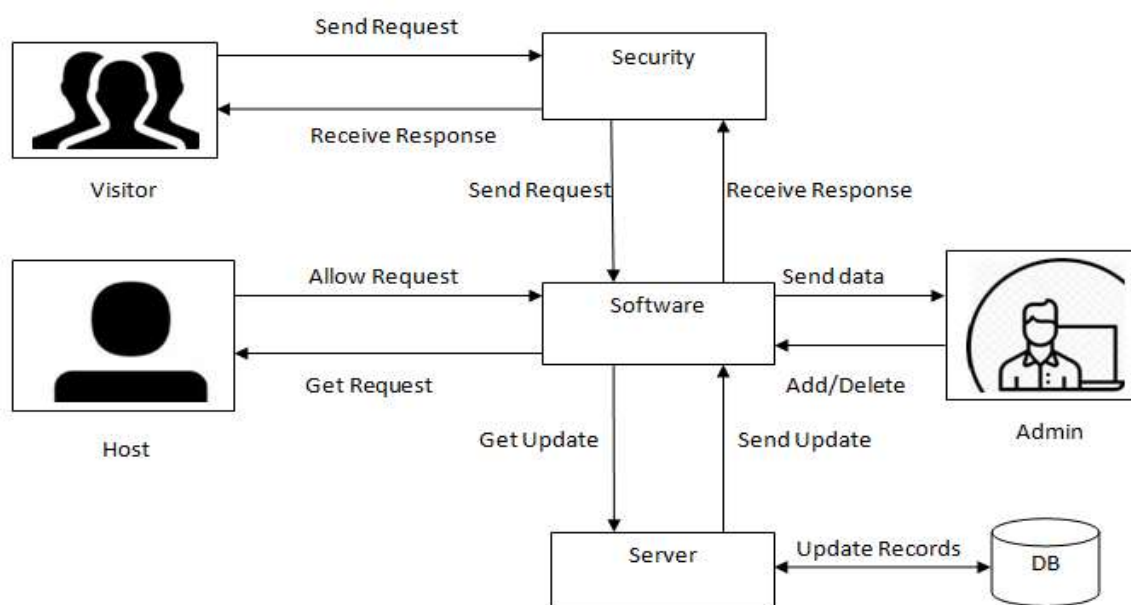 Send Request
Security
Receive Response
Visitor
Send Request
Receive Response
Allow Request
Send data
Software
Get Request
Add/Delete
Host
Admin
Get Update
Send Update
Server
Update Records
DB